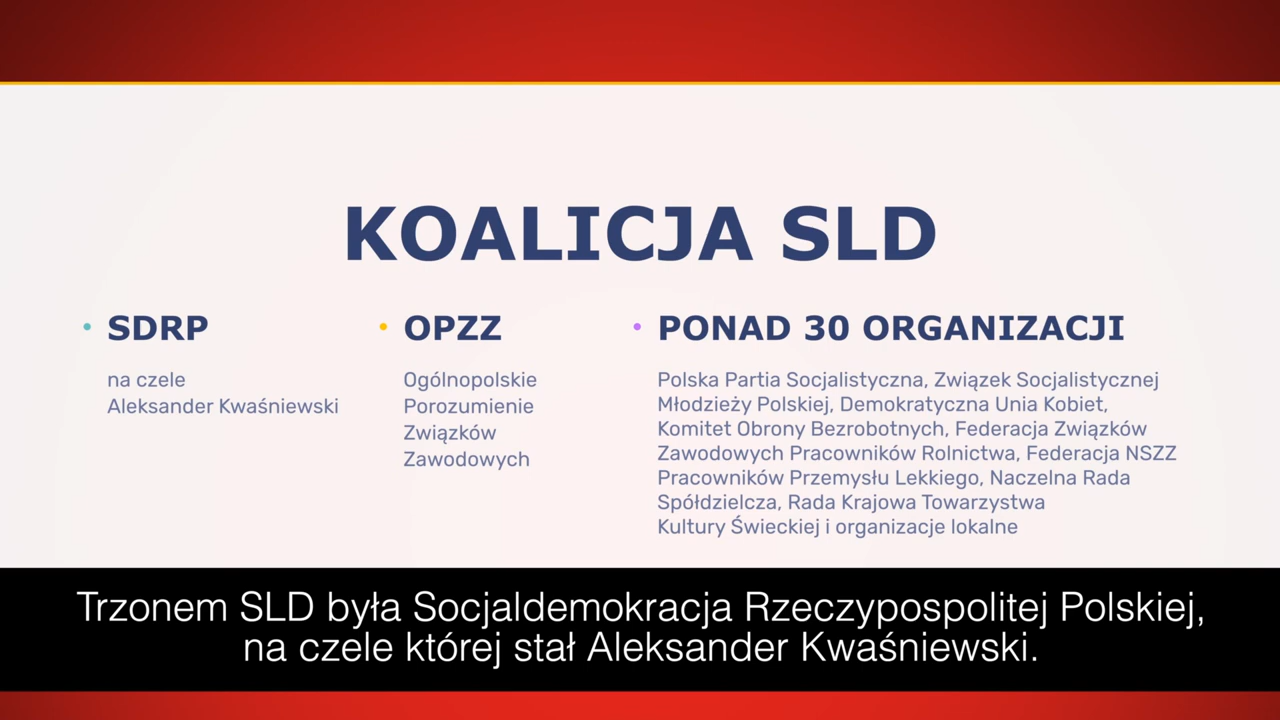 KOALICJA SLD
SDRP
na czele
Aleksander Kwaśniewski
OPZZ
Ogólnopolskie
Porozumienie
Związków
Zawodowych
PONAD 30 ORGANIZACJI
Polska Partia Socjalistyczna, Związek Socjalistycznej
Młodzieży Polskiej, Demokratyczna Unia Kobiet,
Komitet Obrony Bezrobotnych, Federacja Związków
Zawodowych Pracowników Rolnictwa, Federacja NSZZ
Pracowników Przemysłu Lekkiego, Naczelna Rada
Spółdzielcza, Rada Krajowa Towarzystwa
Kultury Świeckiej i organizacje lokalne
Trzonem SLD była Socjaldemokracja Rzeczypospolitej Polskiej,
na czele której stał Aleksander Kwaśniewski.